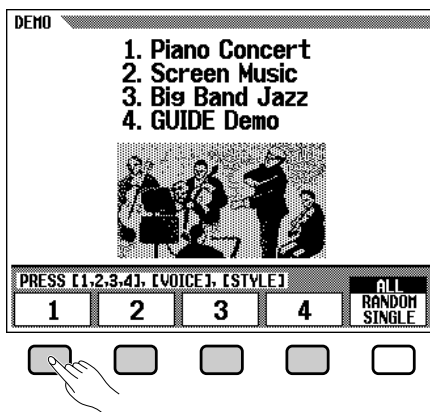 DEMO
1. Piano Concert
2. Screen Music
3. Big Band Jazz
4. GUIDE Demo
PRESS [1,2,3,4], [VOICE], [STYLE]
1 2 3 4
ALL
RANDOM
SINGLE